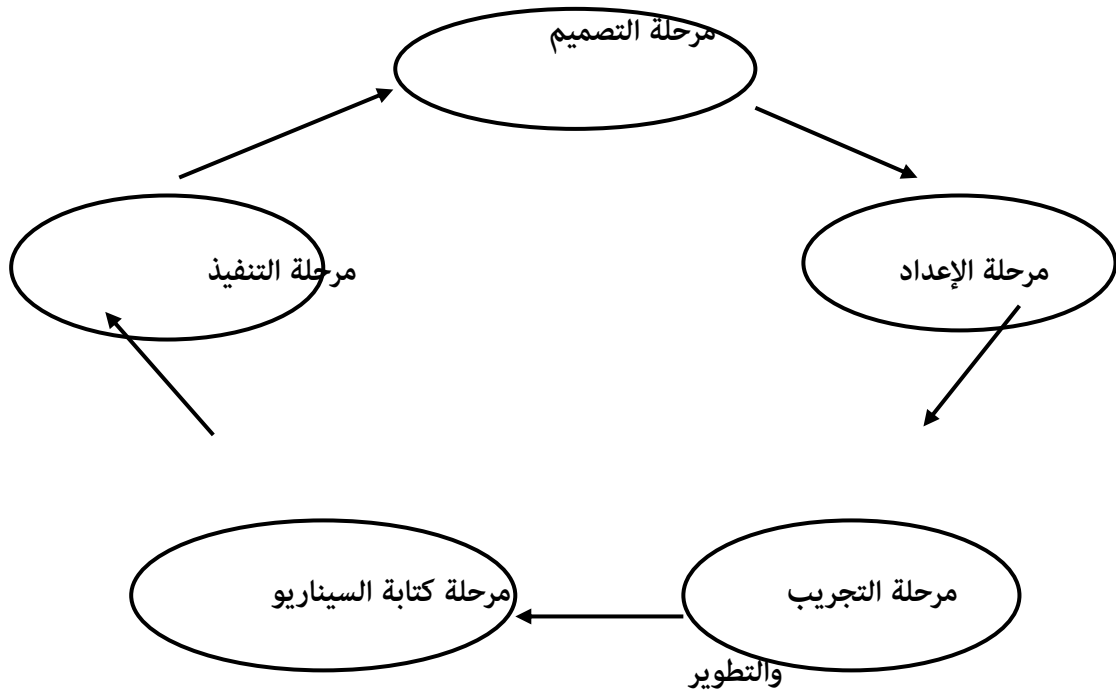 مرحلة التصميم
مرحلة الإعداد
مرحلة التنفيذ
مرحلة التجريب
والتطوير
مرحلة كتابة السيناريو